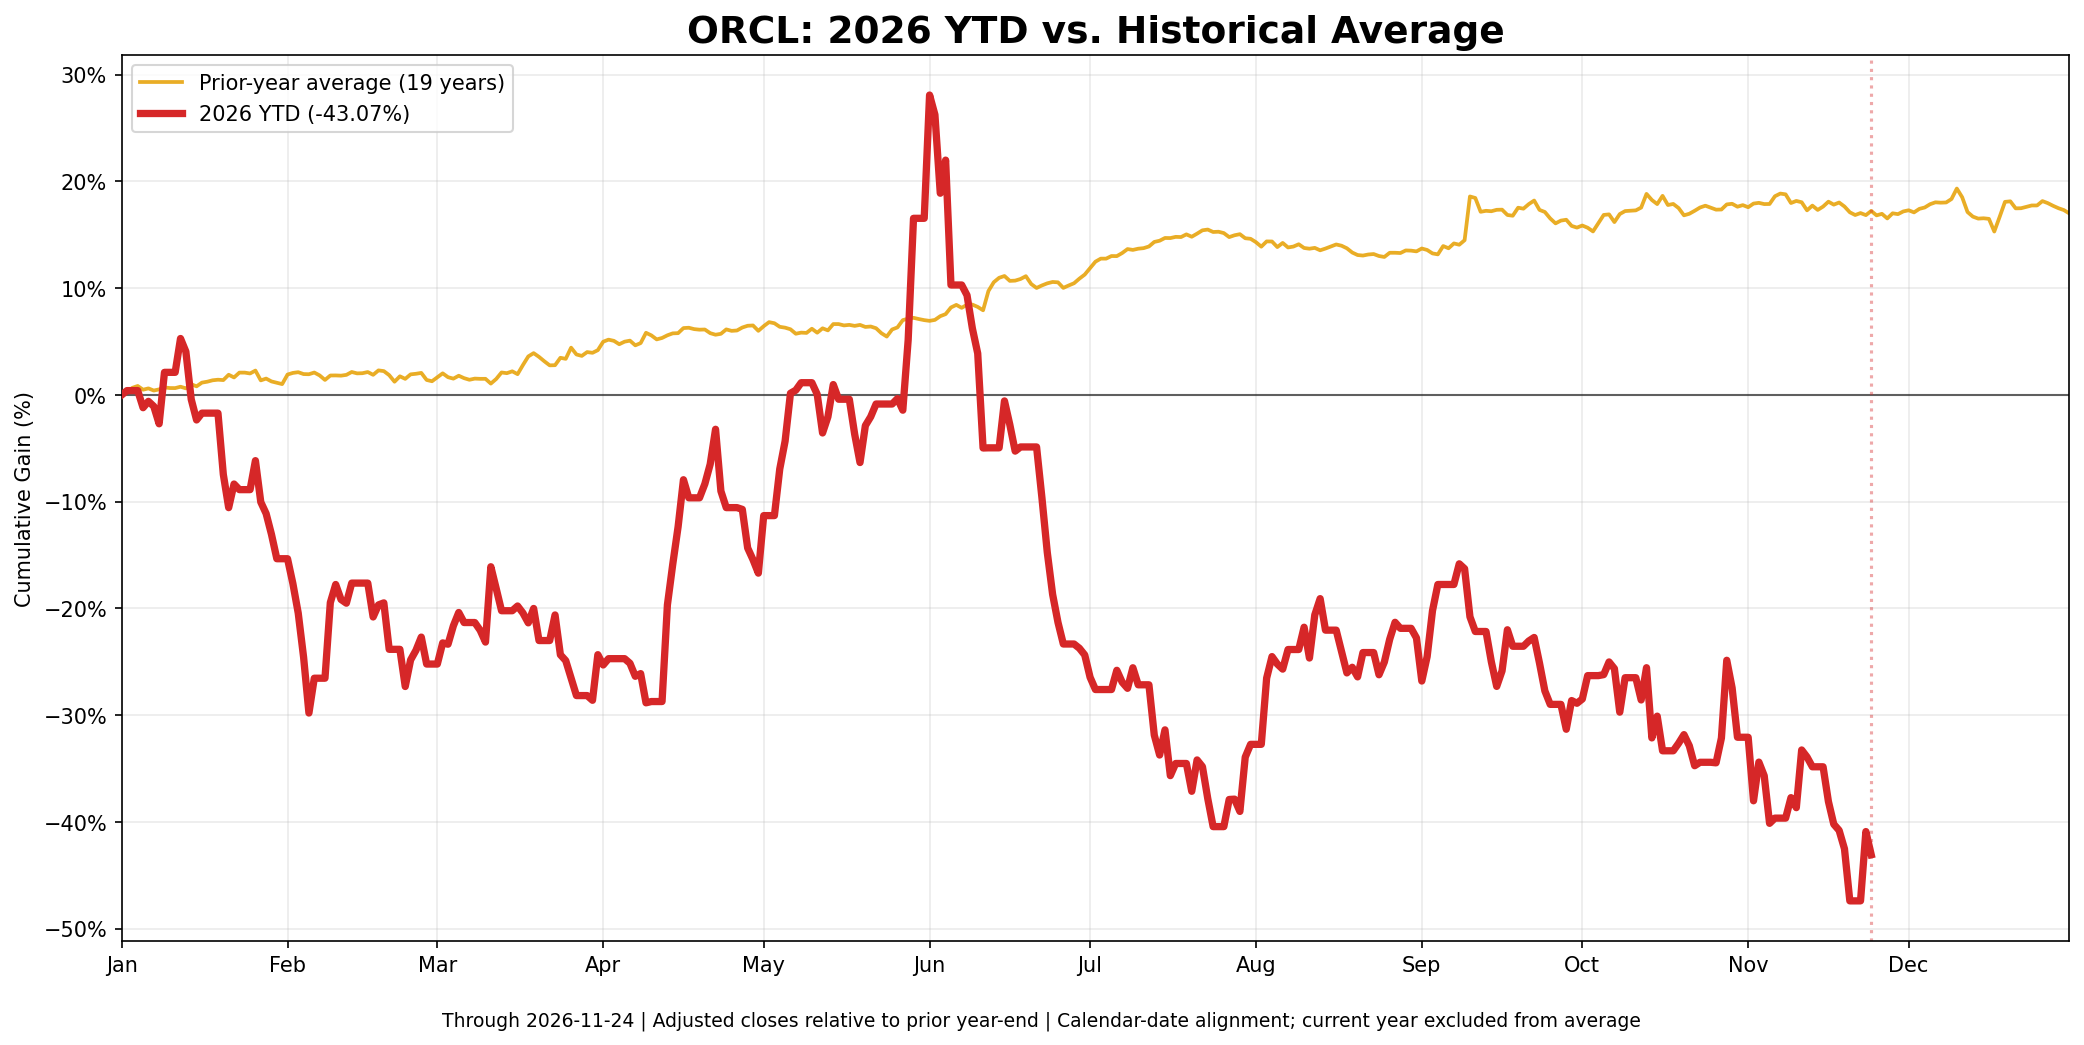 ORCL: 2026 YTD vs. Historical Average
Prior-year average (19 years)
2026 YTD (-43.07%)
Cumulative Gain (%)
30%
20%
10%
0%
−10%
−20%
−30%
−40%
−50%
Jan Feb Mar Apr May Jun Jul Aug Sep Oct Nov Dec
Through 2026-11-24 | Adjusted closes relative to prior year-end | Calendar-date alignment; current year excluded from average